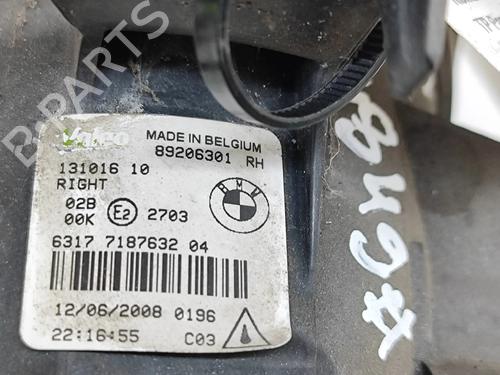 Valeo
MADE IN BELGIUM
89206301 RH
131016 10
RIGHT
02B
00K E2 2703
BMW
6317 7187632 04
12/06/2008 0196
22:16:55 C03
B-PARTS